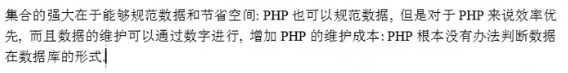 集合的强大在于能够规范数据和节省空间: PHP 也可以规范数据, 但是对于 PHP 来说效率优
先, 而且数据的维护可以通过数字进行, 增加 PHP 的维护成本: PHP 根本没有办法判断数据
在数据库的形式.